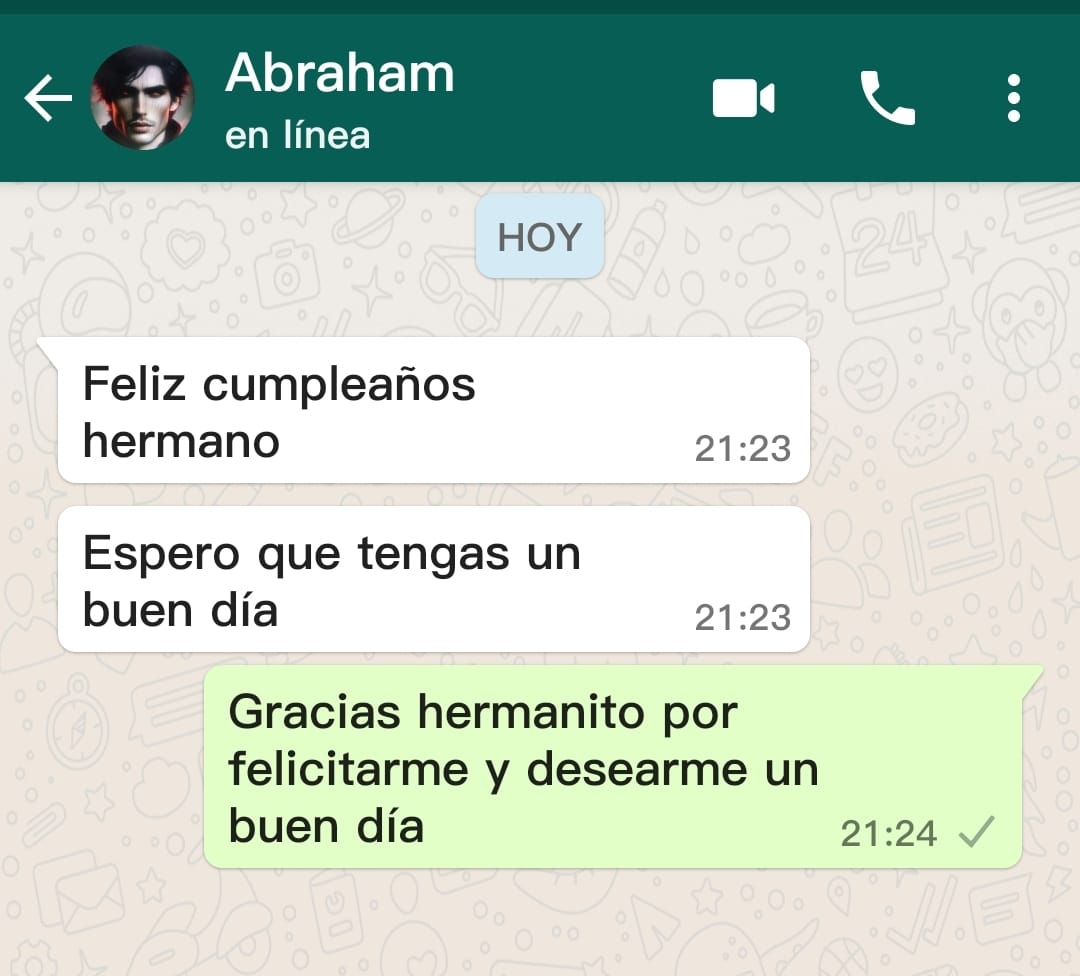 Abraham
en línea
HOY
Feliz cumpleaños
hermano
21:23
Espero que tengas un
buen día
21:23
Gracias hermanito por
felicitarme y desearme un
buen día
21:24